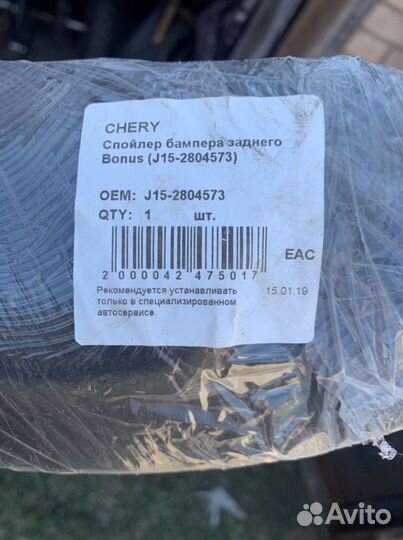 CHERY
Спойлер бампера заднего
Bonus (J15-2804573)
OEM: J15-2804573
QTY: 1 шт.
EAC
2 000042 475017
Рекомендуется устанавливать
только в специализированном
автосервисе.
15.01.19
Avito